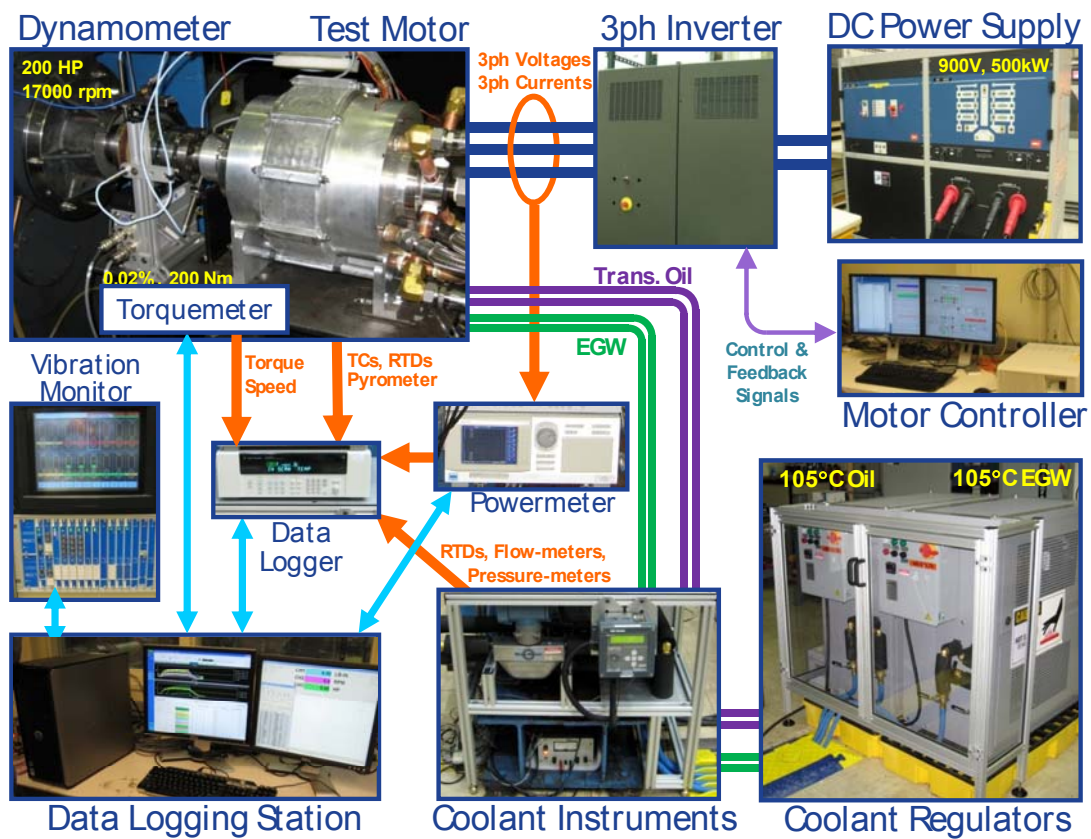 Dynamometer
Test Motor
3ph Inverter
DC Power Supply
200 HP
17000 rpm
3ph Voltages
3ph Currents
900V, 500kW
0.02%, 200 Nm
Torquemeter
Trans. Oil
EGW
Control &
Feedback
Signals
Motor Controller
Vibration
Monitor
Torque
Speed
TCs, RTDs
Pyrometer
Powermeter
Data
Logger
RTDs, Flow-meters,
Pressure-meters
105°C Oil
105°C EGW
Data Logging Station
Coolant Instruments
Coolant Regulators